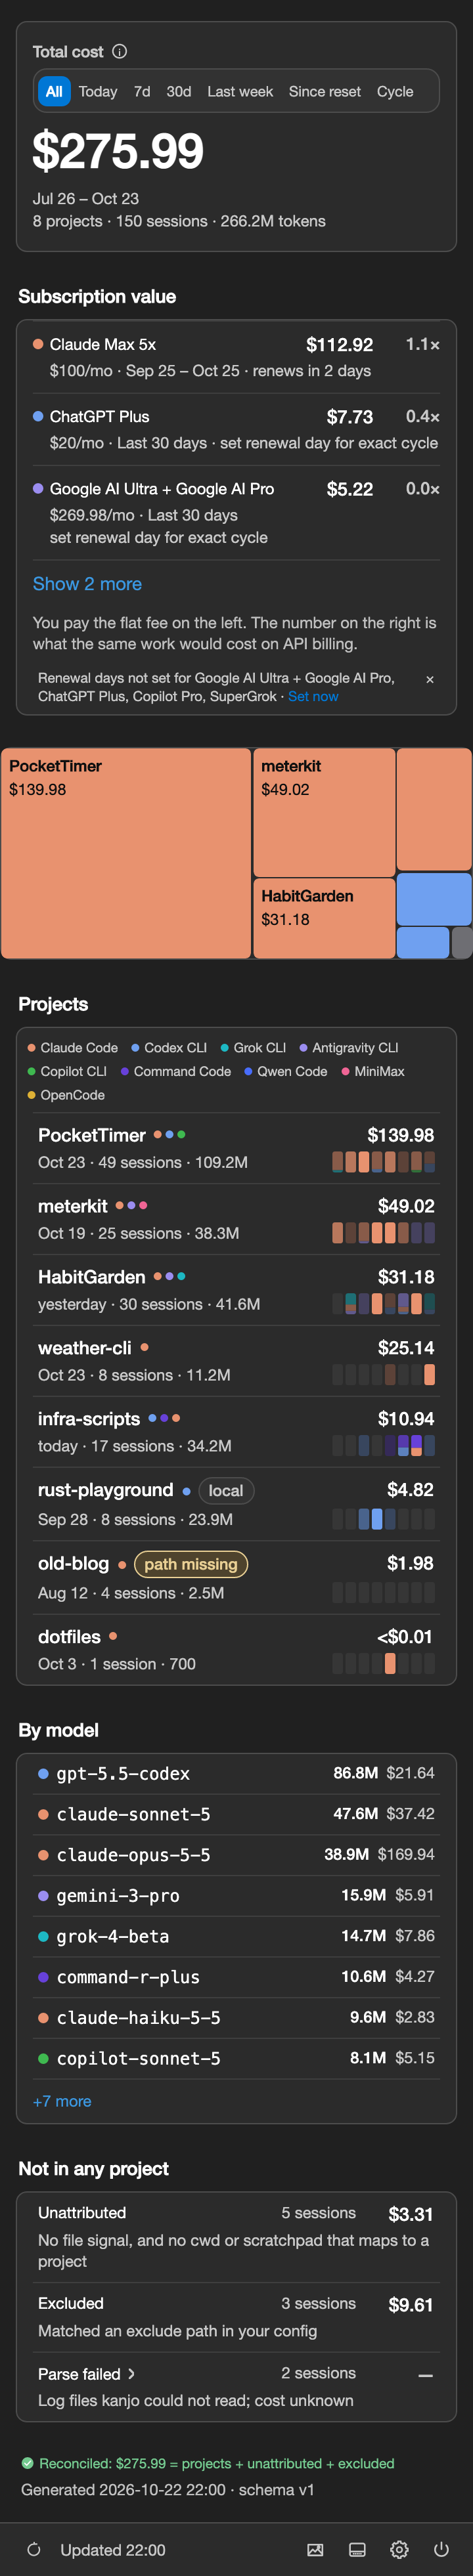 Total cost
All Today 7d 30d Last week Since reset Cycle
$275.99
Jul 26 – Oct 23
8 projects · 150 sessions · 266.2M tokens
Subscription value
Claude Max 5x $112.92 1.1×
$100/mo · Sep 25 – Oct 25 · renews in 2 days
ChatGPT Plus $7.73 0.4×
$20/mo · Last 30 days · set renewal day for exact cycle
Google AI Ultra + Google AI Pro $5.22 0.0×
$269.98/mo · Last 30 days
set renewal day for exact cycle
Show 2 more
You pay the flat fee on the left. The number on the right is
what the same work would cost on API billing.
Renewal days not set for Google AI Ultra + Google AI Pro, ×
ChatGPT Plus, Copilot Pro, SuperGrok · Set now
PocketTimer
$139.98
meterkit
$49.02
HabitGarden
$31.18
Projects
Claude Code Codex CLI Grok CLI Antigravity CLI
Copilot CLI Command Code Qwen Code MiniMax
OpenCode
PocketTimer $139.98
Oct 23 · 49 sessions · 109.2M
meterkit $49.02
Oct 19 · 25 sessions · 38.3M
HabitGarden $31.18
yesterday · 30 sessions · 41.6M
weather-cli $25.14
Oct 23 · 8 sessions · 11.2M
infra-scripts $10.94
today · 17 sessions · 34.2M
rust-playground local $4.82
Sep 28 · 8 sessions · 23.9M
old-blog path missing $1.98
Aug 12 · 4 sessions · 2.5M
dotfiles <$0.01
Oct 3 · 1 session · 700
By model
gpt-5.5-codex 86.8M $21.64
claude-sonnet-5 47.6M $37.42
claude-opus-5-5 38.9M $169.94
gemini-3-pro 15.9M $5.91
grok-4-beta 14.7M $7.86
command-r-plus 10.6M $4.27
claude-haiku-5-5 9.6M $2.83
copilot-sonnet-5 8.1M $5.15
+7 more
Not in any project
Unattributed 5 sessions $3.31
No file signal, and no cwd or scratchpad that maps to a
project
Excluded 3 sessions $9.61
Matched an exclude path in your config
Parse failed 2 sessions —
Log files kanjo could not read; cost unknown
Reconciled: $275.99 = projects + unattributed + excluded
Generated 2026-10-22 22:00 · schema v1
Updated 22:00